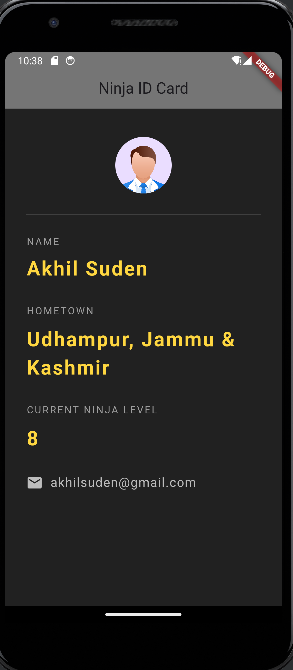 10:38
DEBUG
Ninja ID Card
NAME
Akhil Suden
HOMETOWN
Udhampur, Jammu &
Kashmir
CURRENT NINJA LEVEL
8
akhilsuden@gmail.com